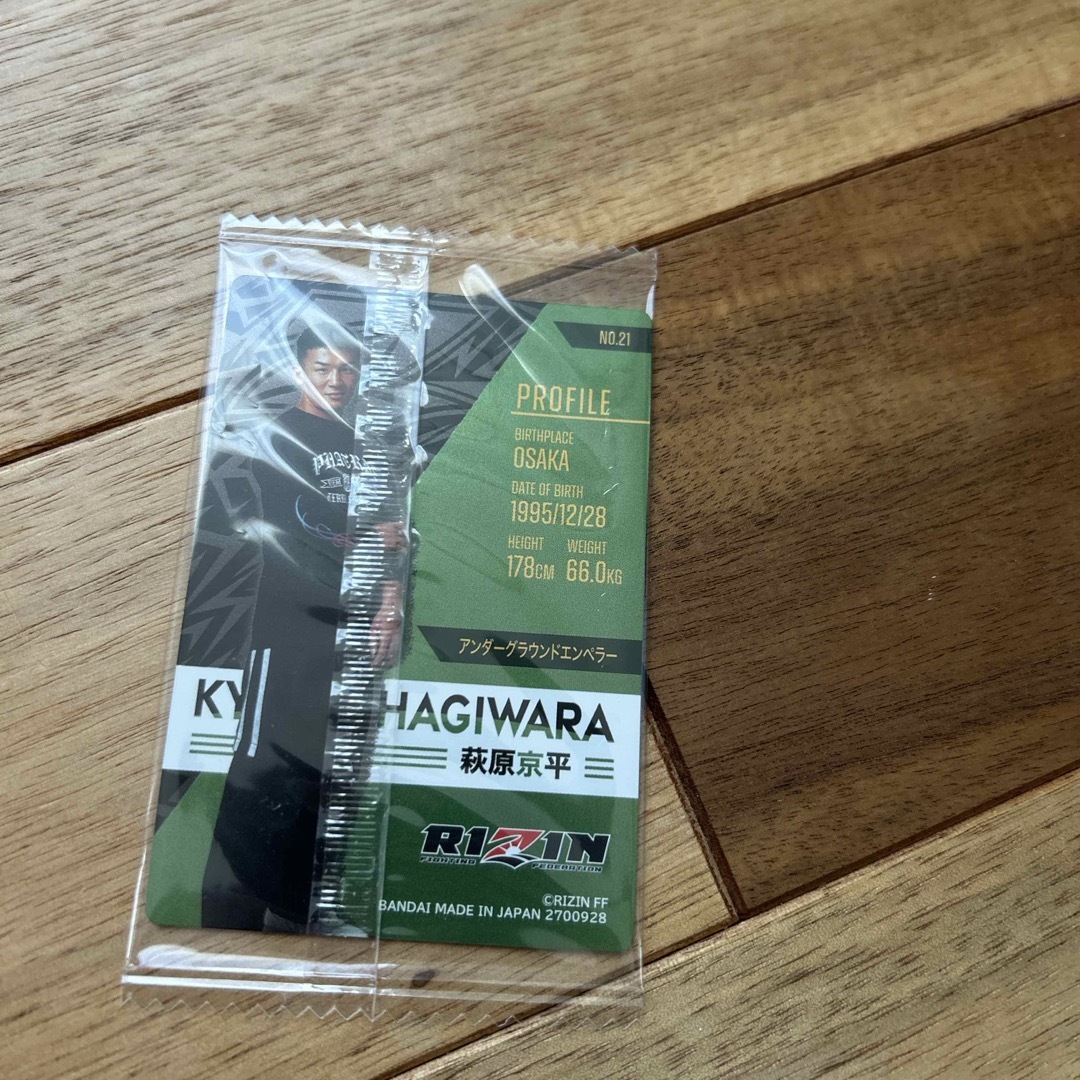 NO.21
PROFILE
BIRTHPLACE
OSAKA
DATE OF BIRTH
1995/12/28
HEIGHT WEIGHT
178CM 66.0KG
アンダーグラウンドエンペラー
KY HAGIWARA
萩原京平
RIZIN
FIGHTING FEDERATION
©RIZIN FF
BANDAI MADE IN JAPAN 2700928